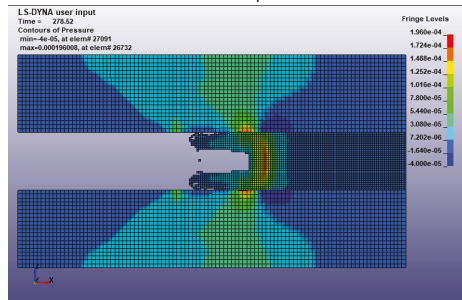 LS-DYNA user input
Time = 278.52
Contours of Pressure
min=-4e-05, at elem# 27091
max=0.000196008, at elem# 26732
Fringe Levels
1.960e-04
1.724e-04
1.488e-04
1.252e-04
1.016e-04
7.800e-05
5.440e-05
3.080e-05
7.202e-06
-1.640e-05
-4.000e-05
X